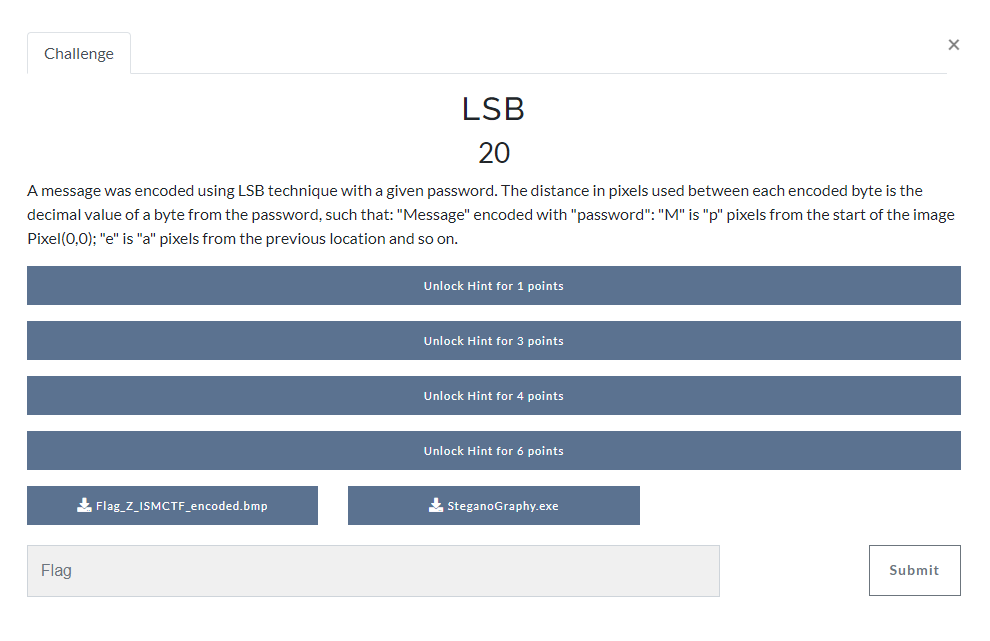 Challenge
×
LSB
20
A message was encoded using LSB technique with a given password. The distance in pixels used between each encoded byte is the
decimal value of a byte from the password, such that: "Message" encoded with "password": "M" is "p" pixels from the start of the image
Pixel(0,0); "e" is "a" pixels from the previous location and so on.
Unlock Hint for 1 points
Unlock Hint for 3 points
Unlock Hint for 4 points
Unlock Hint for 6 points
Flag_Z_ISMCTF_encoded.bmp
SteganoGraphy.exe
Flag
Submit